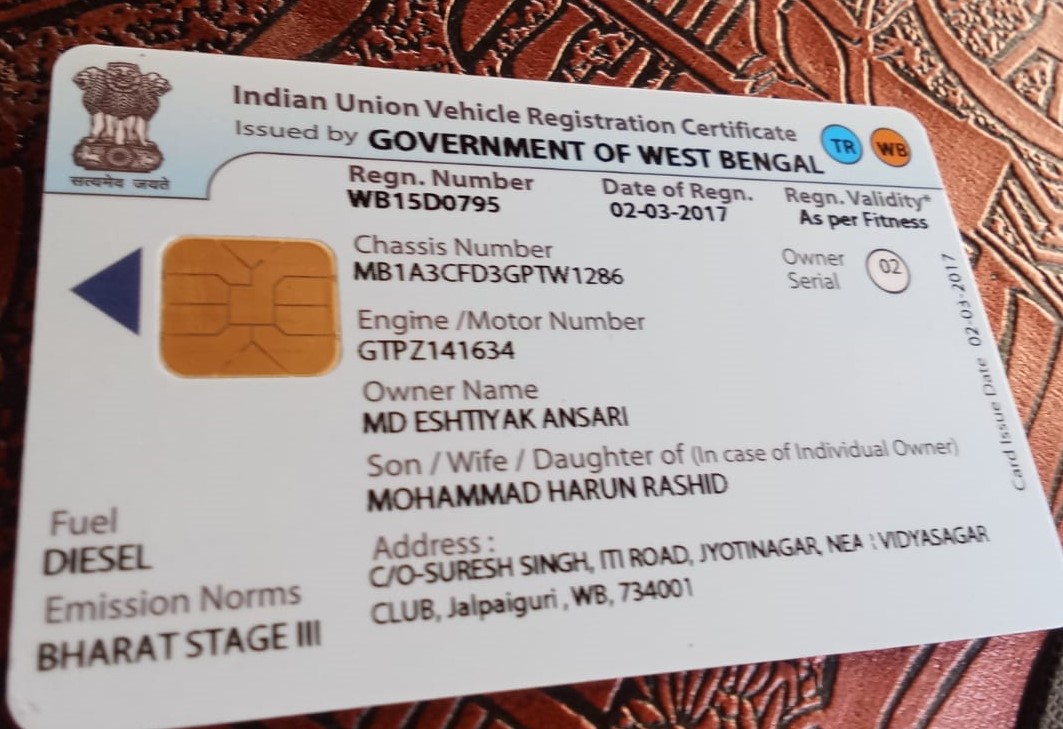 Indian Union Vehicle Registration Certificate
Issued by GOVERNMENT OF WEST BENGAL
TR WB
सत्यमेव जयते
Regn. Number Date of Regn. Regn. Validity*
WB15D0795 02-03-2017 As per Fitness
Chassis Number
MB1A3CFD3GPTW1286
Owner Serial 02
Engine /Motor Number
GTPZ141634
Owner Name
MD ESHTIYAK ANSARI
Son / Wife / Daughter of (In case of Individual Owner)
MOHAMMAD HARUN RASHID
Card Issue Date 02-03-2017
Fuel
DIESEL
Emission Norms
BHARAT STAGE III
Address :
C/O-SURESH SINGH, ITI ROAD, JYOTINAGAR, NEA : VIDYASAGAR
CLUB, Jalpaiguri , WB, 734001